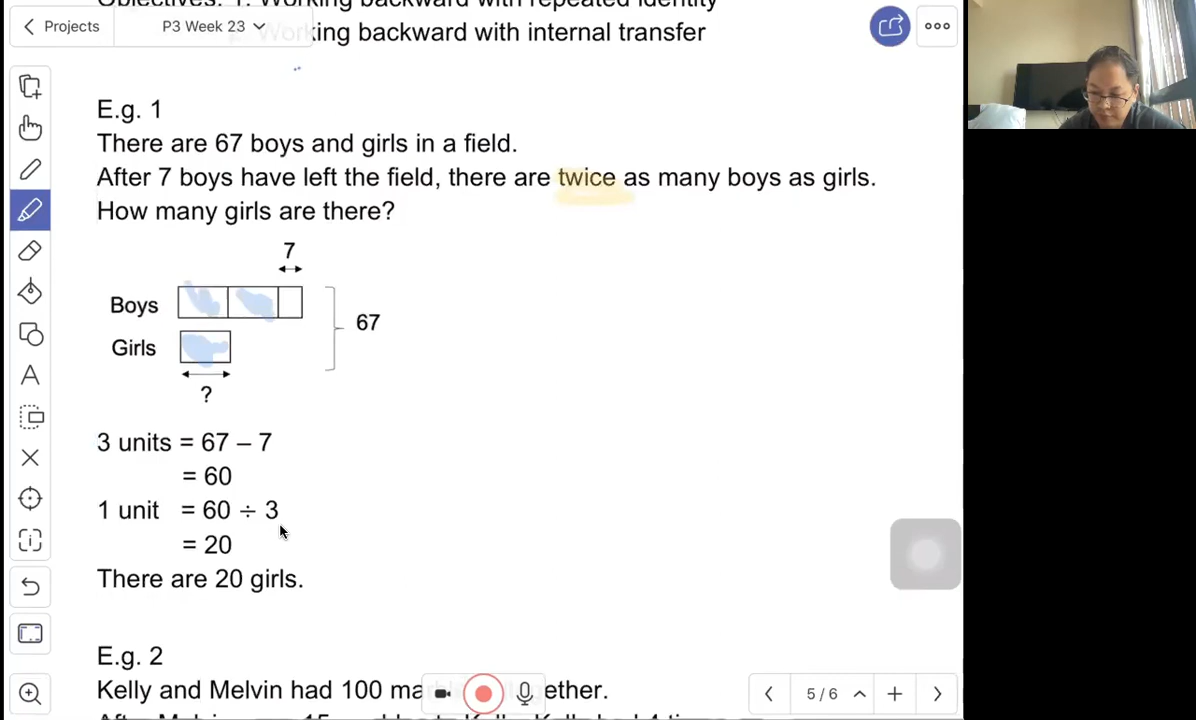 Objectives: 1. Working backward with repeated identity
Projects
P3 Week 23
Working backward with internal transfer
E.g. 1
There are 67 boys and girls in a field.
After 7 boys have left the field, there are twice as many boys as girls.
How many girls are there?
7
Boys
67
Girls
?
3 units = 67 – 7
= 60
1 unit = 60 ÷ 3
= 20
There are 20 girls.
E.g. 2
Kelly and Melvin had 100
5 / 6